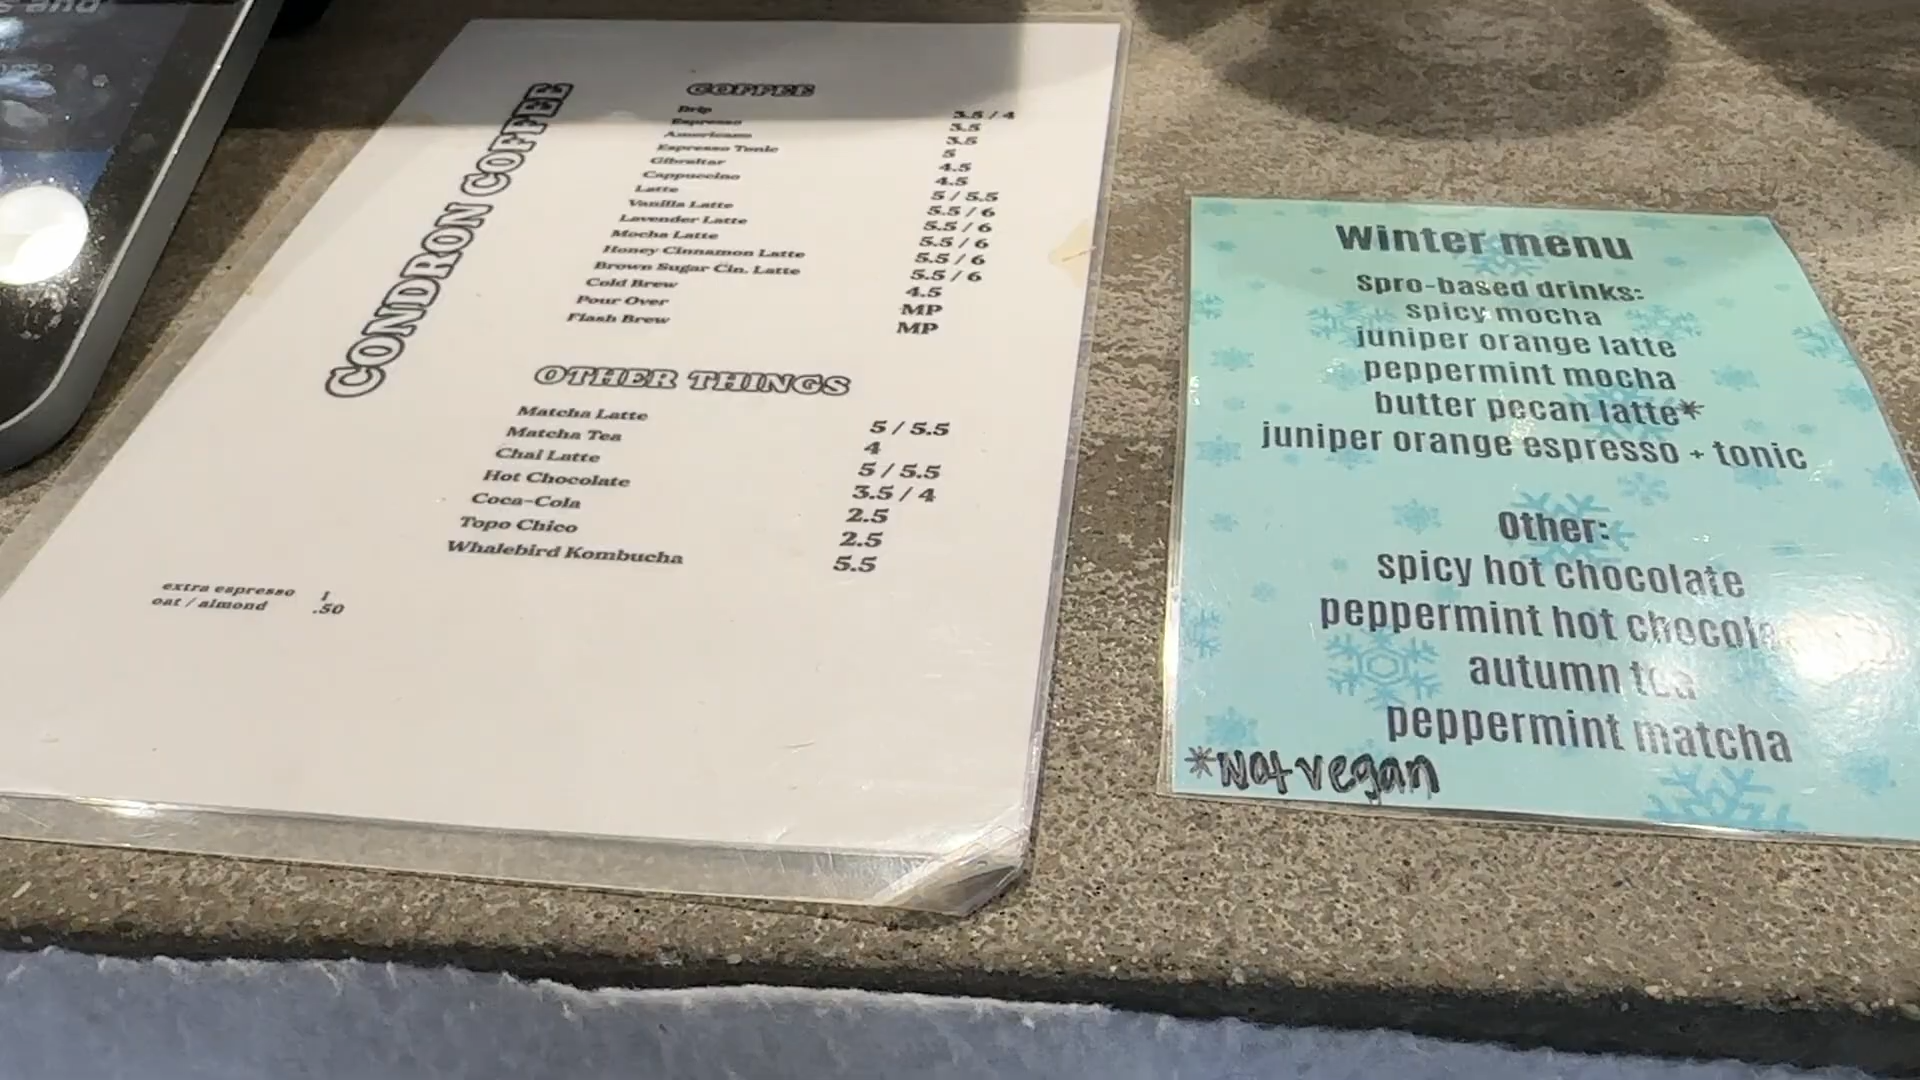 s and
CONDRON COFFEE
COFFEE
Drip 3.5 / 4
Espresso 3.5
Americano 3.5
Espresso Tonic 5
Gibraltar 4.5
Cappuccino 4.5
Latte 5 / 5.5
Vanilla Latte 5.5 / 6
Lavender Latte 5.5 / 6
Mocha Latte 5.5 / 6
Honey Cinnamon Latte 5.5 / 6
Brown Sugar Cin. Latte 5.5 / 6
Cold Brew 4.5
Pour Over MP
Flash Brew MP
OTHER THINGS
Matcha Latte 5 / 5.5
Matcha Tea 4
Chai Latte 5 / 5.5
Hot Chocolate 3.5 / 4
Coca-Cola 2.5
Topo Chico 2.5
Whalebird Kombucha 5.5
extra espresso 1
oat / almond .50
Winter menu
Spro-based drinks:
spicy mocha
juniper orange latte
peppermint mocha
butter pecan latte*
juniper orange espresso + tonic
Other:
spicy hot chocolate
peppermint hot chocola
autumn tea
peppermint matcha
*Not vegan